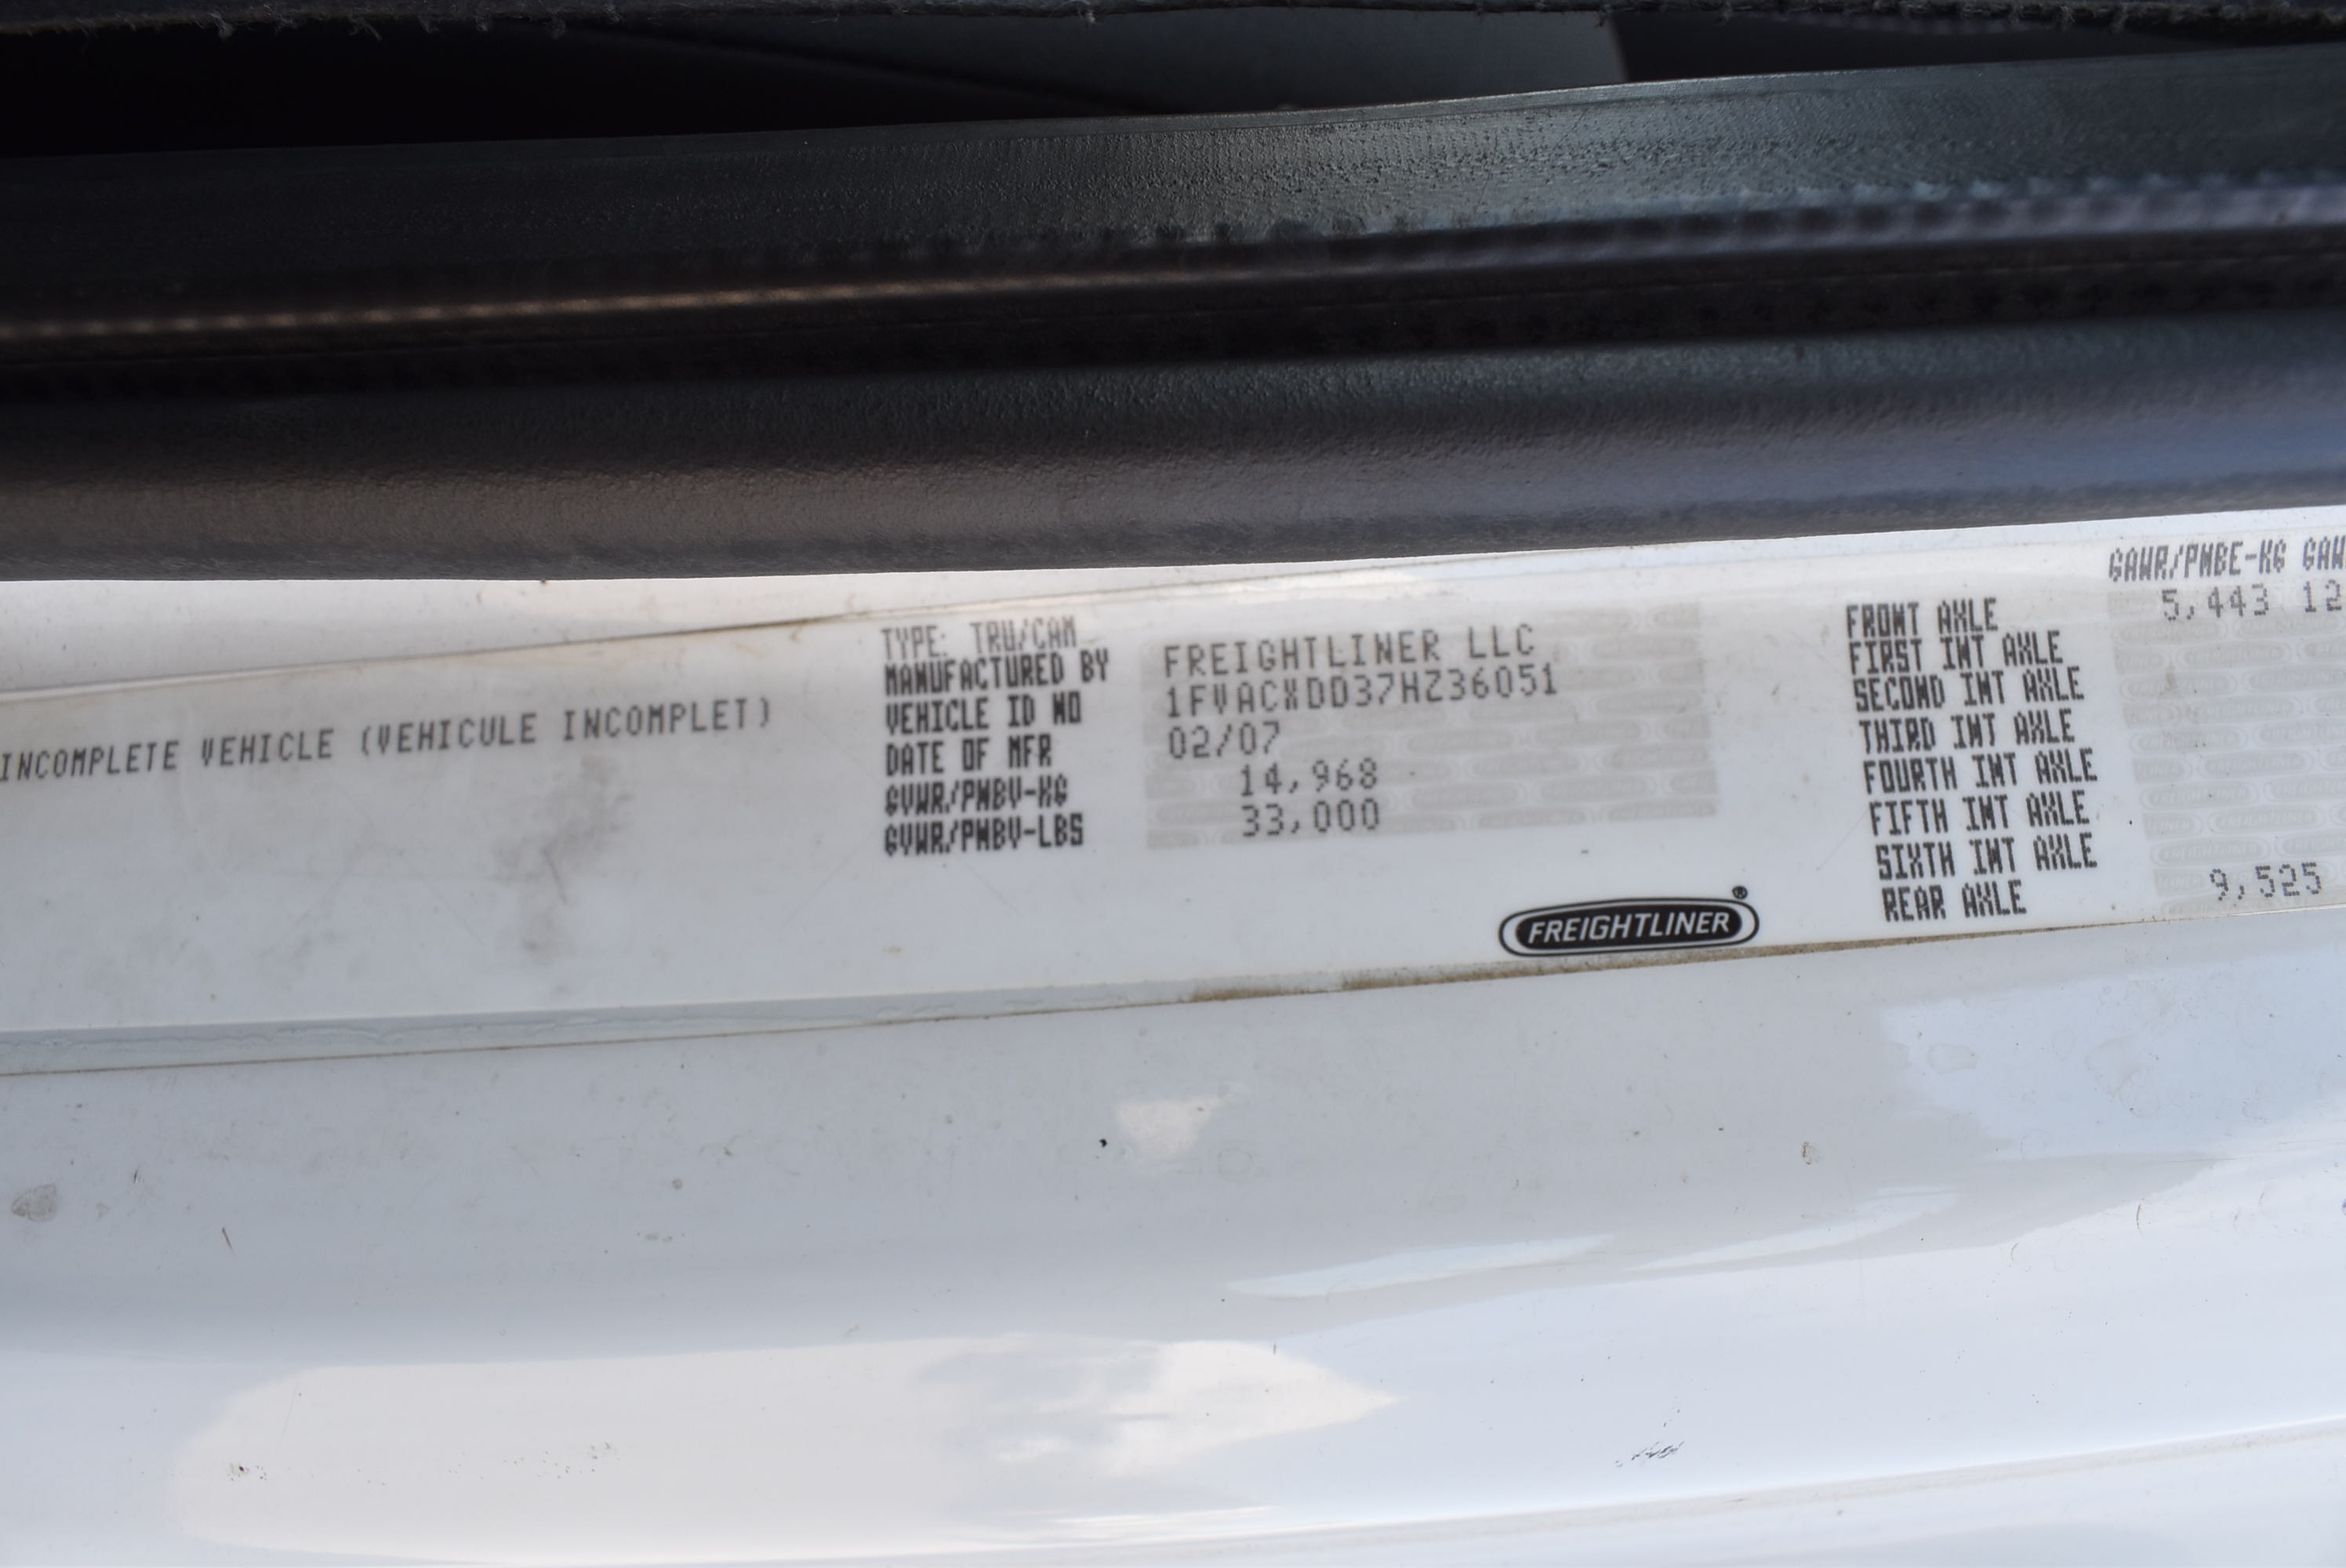 INCOMPLETE VEHICLE (VEHICULE INCOMPLET)
TYPE: TRU/CAM
MANUFACTURED BY FREIGHTLINER LLC
VEHICLE ID NO 1FVACXDD37HZ36051
DATE OF MFR 02/07
GVWR/PNBV-KG 14,968
GVWR/PNBV-LBS 33,000
FREIGHTLINER®
GAWR/PNBE-KG
FRONT AXLE 5,443
FIRST INT AXLE
SECOND INT AXLE
THIRD INT AXLE
FOURTH INT AXLE
FIFTH INT AXLE
SIXTH INT AXLE
REAR AXLE 9,525